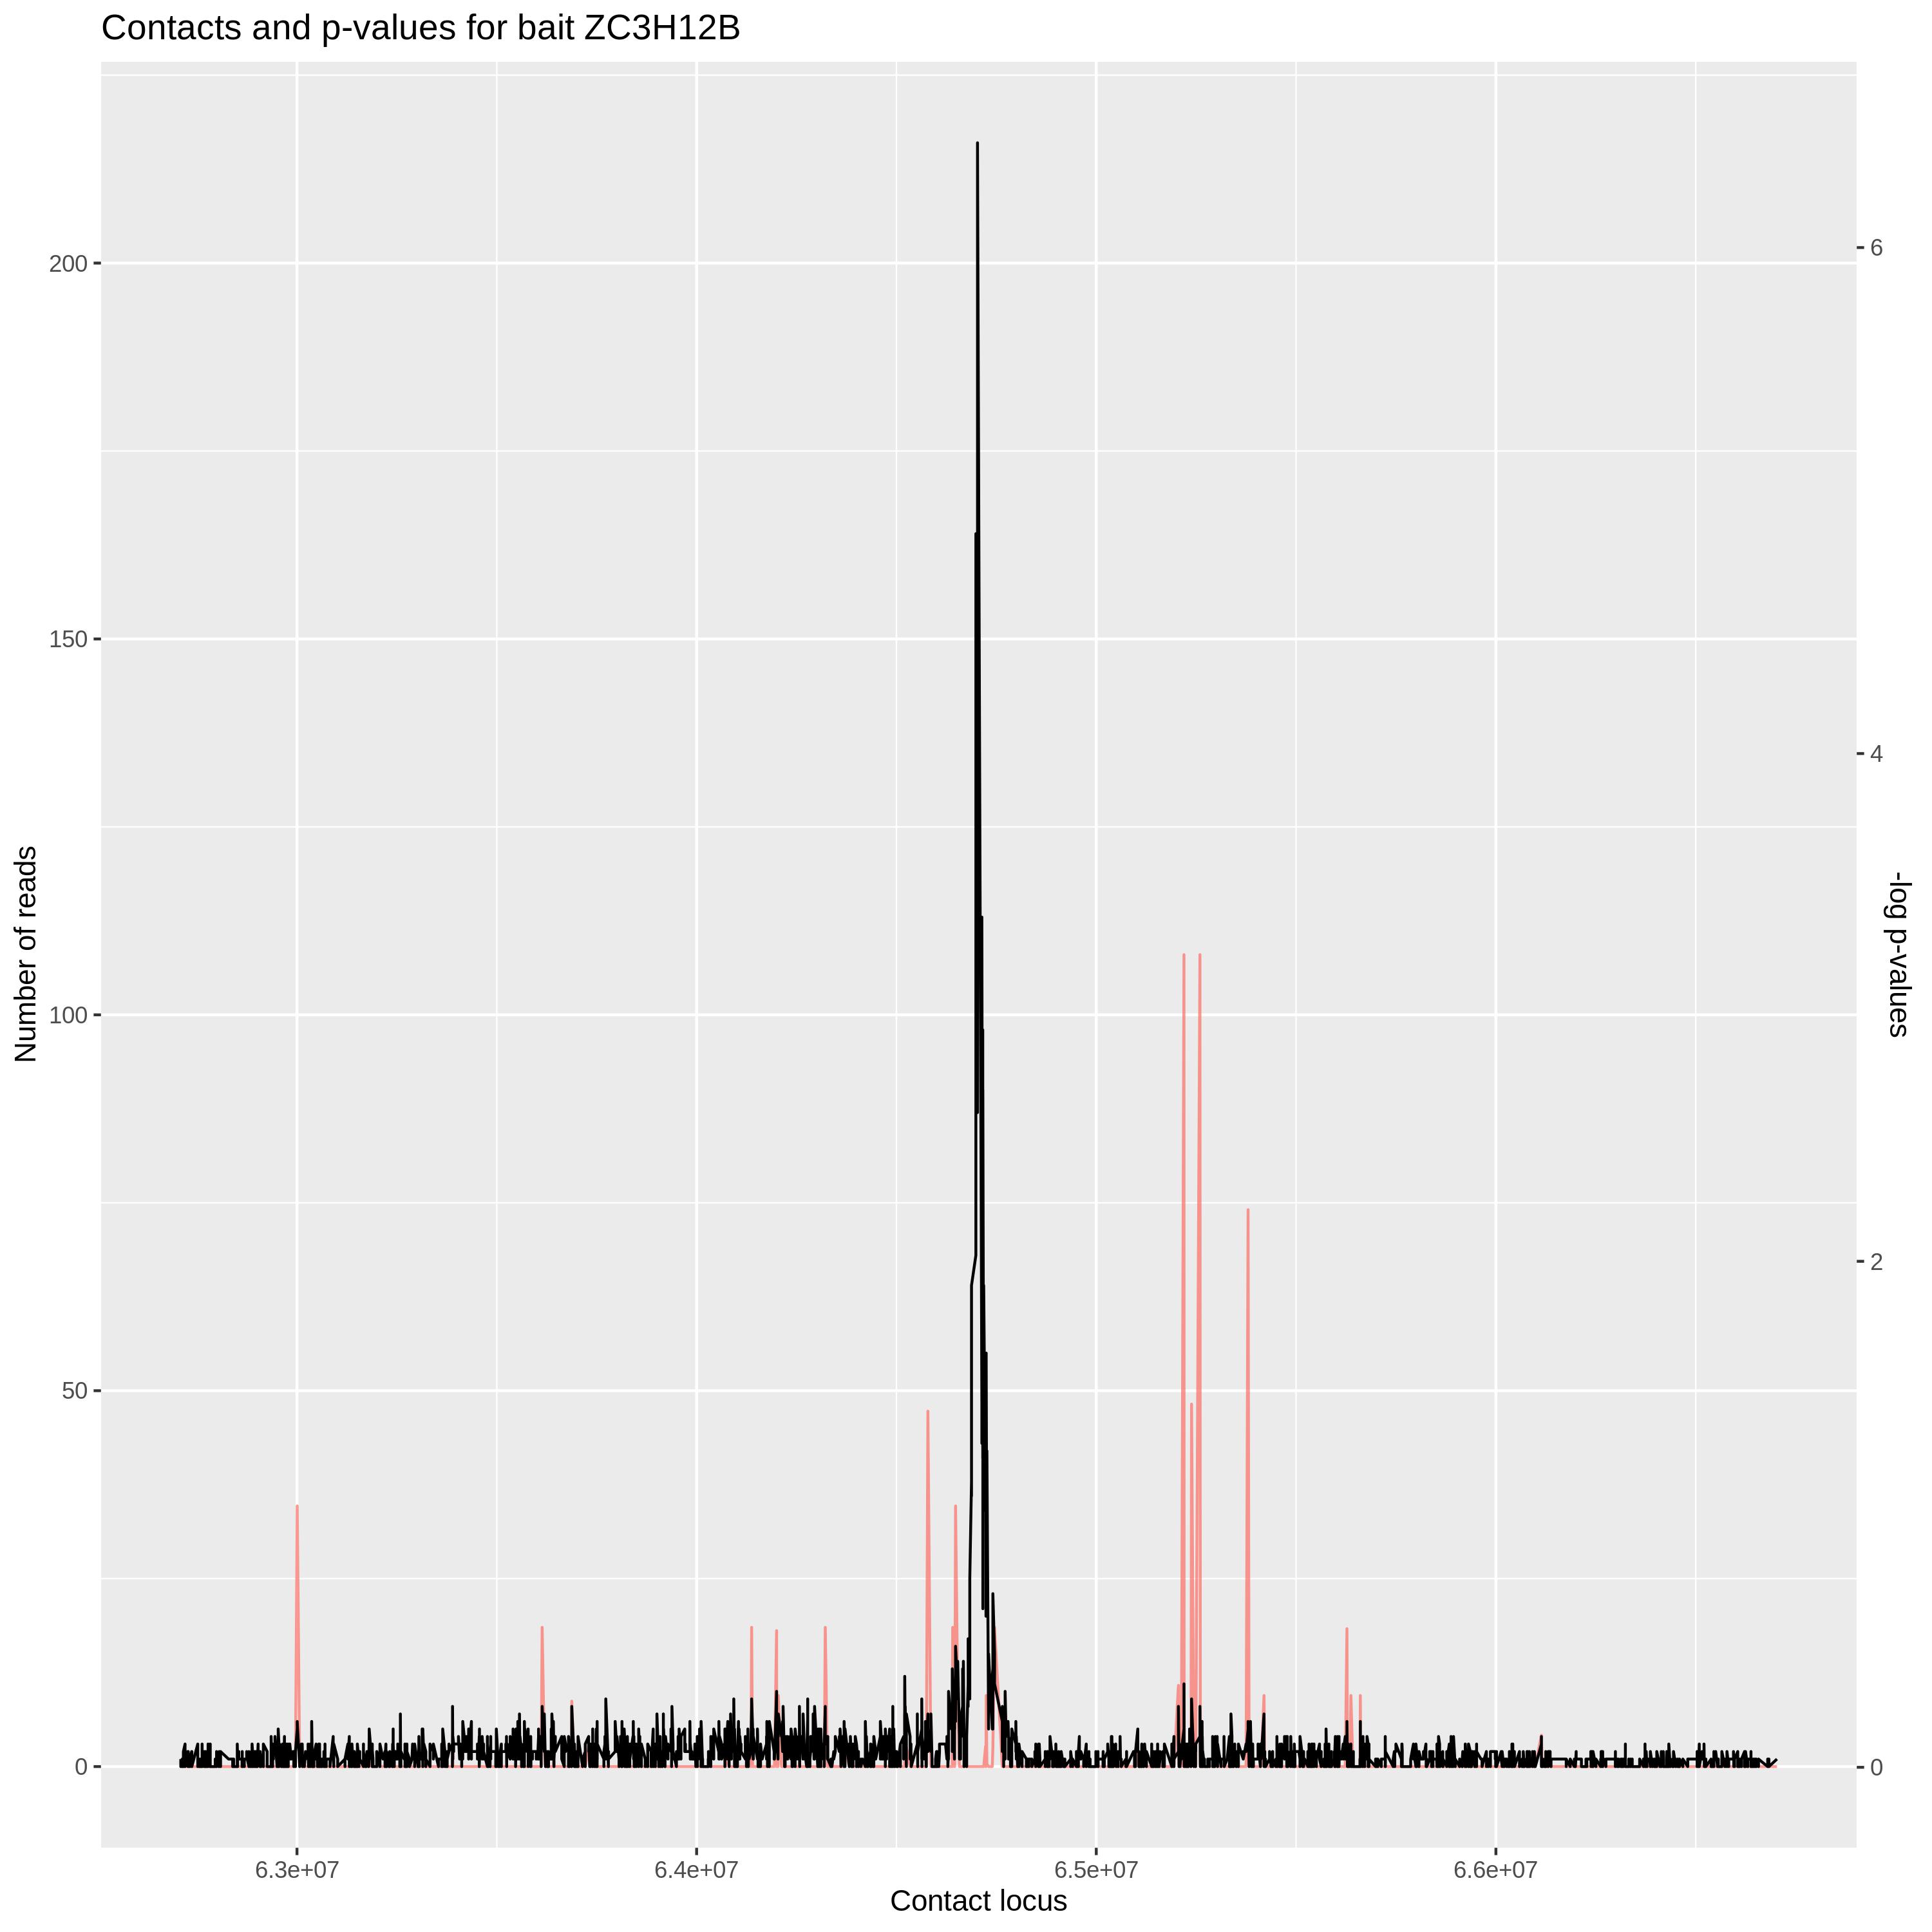 Contacts and p-values for bait ZC3H12B
200
150
100
50
0
Number of reads
6
4
2
0
-log p-values
6.3e+07
6.4e+07
6.5e+07
6.6e+07
Contact locus